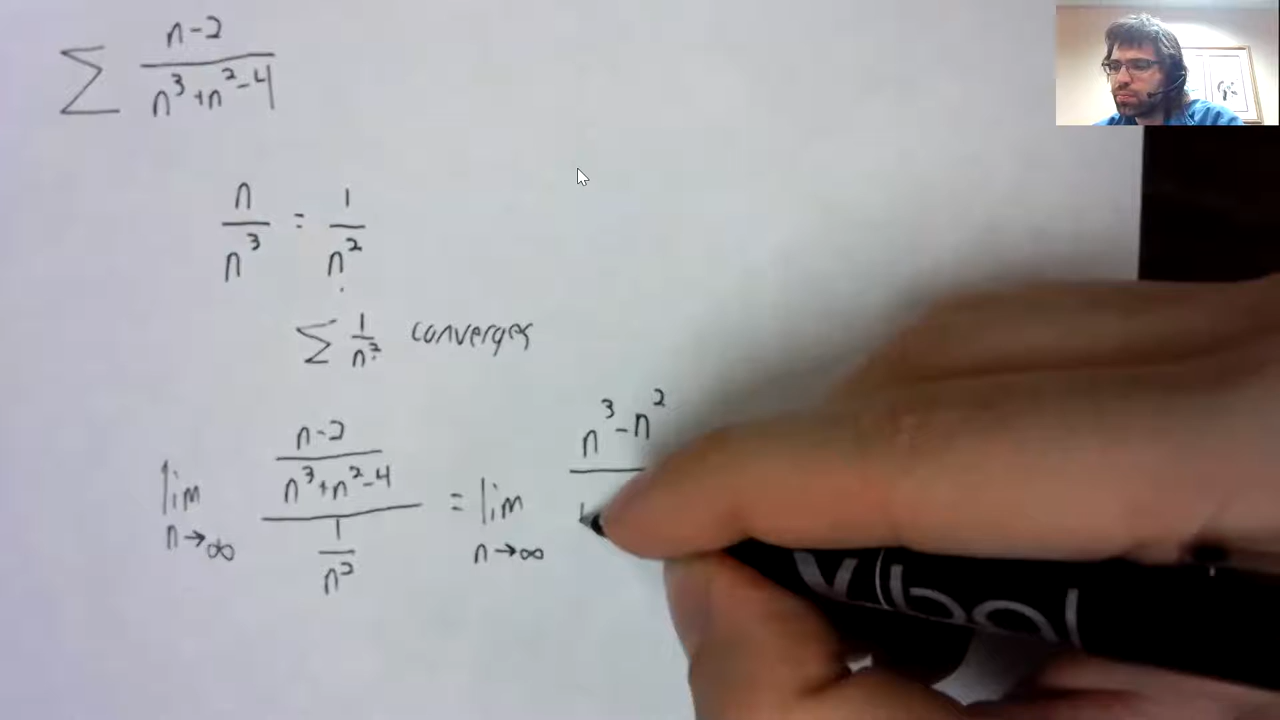 ∑ (n-2)/(n³+n²-4)
n/n³ = 1/n²
∑ 1/n² converges
lim n→∞ ((n-2)/(n³+n²-4))/(1/n²) = lim n→∞ n³-n²